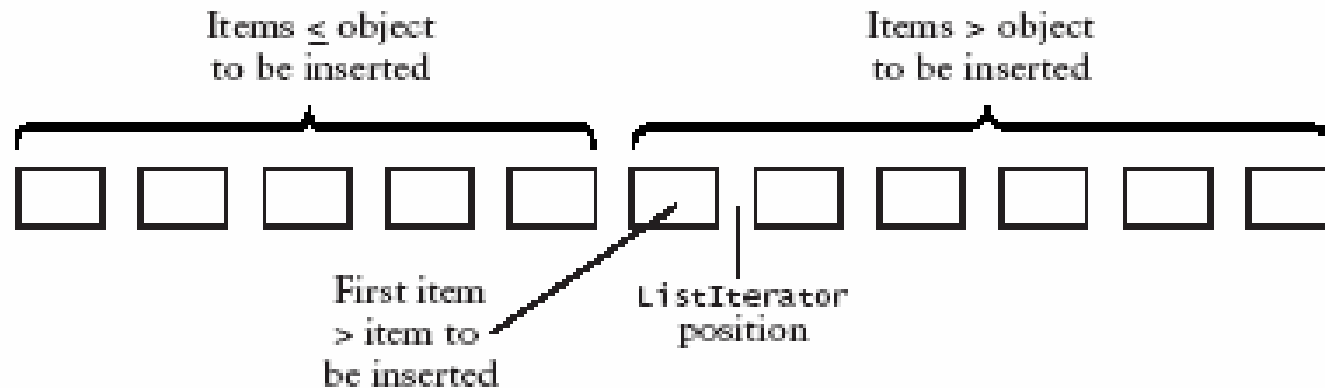 Items ≤ object
to be inserted
Items > object
to be inserted
First item
> item to
be inserted
ListIterator
position